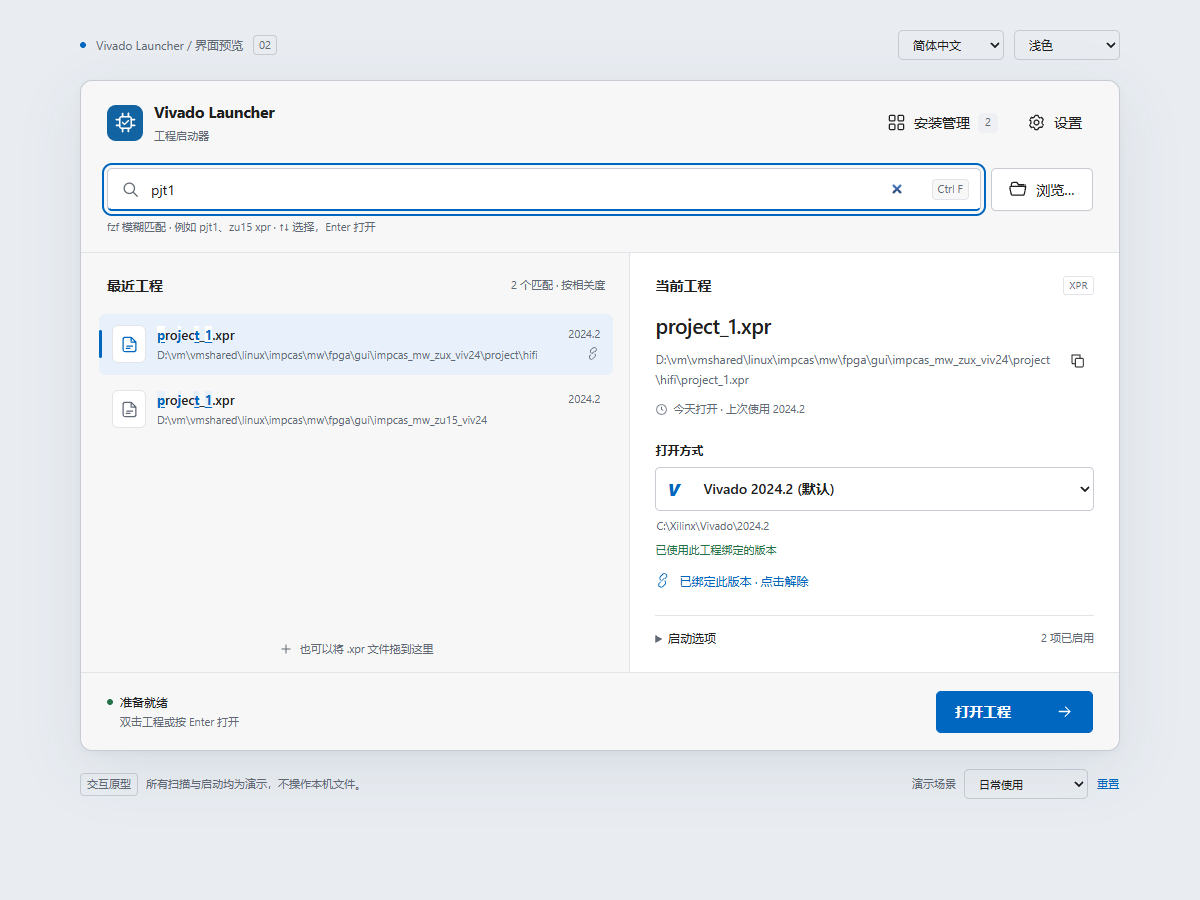 Vivado Launcher / 界面预览 02
简体中文
浅色
Vivado Launcher
工程启动器
安装管理 2
设置
pjt1
Ctrl F
浏览...
fzf 模糊匹配 · 例如 pjt1、zu15 xpr · ↑↓ 选择，Enter 打开
最近工程
2 个匹配 · 按相关度
project_1.xpr
2024.2
D:\vm\vmshared\linux\impcas\mw\fpga\gui\impcas_mw_zux_viv24\project\hifi
project_1.xpr
2024.2
D:\vm\vmshared\linux\impcas\mw\fpga\gui\impcas_mw_zu15_viv24
也可以将 .xpr 文件拖到这里
当前工程
XPR
project_1.xpr
D:\vm\vmshared\linux\impcas\mw\fpga\gui\impcas_mw_zux_viv24\project
\hifi\project_1.xpr
今天打开 · 上次使用 2024.2
打开方式
V Vivado 2024.2 (默认)
C:\Xilinx\Vivado\2024.2
已使用此工程绑定的版本
已绑定此版本 · 点击解除
启动选项
2 项已启用
准备就绪
双击工程或按 Enter 打开
打开工程
交互原型 所有扫描与启动均为演示，不操作本机文件。
演示场景 日常使用 重置